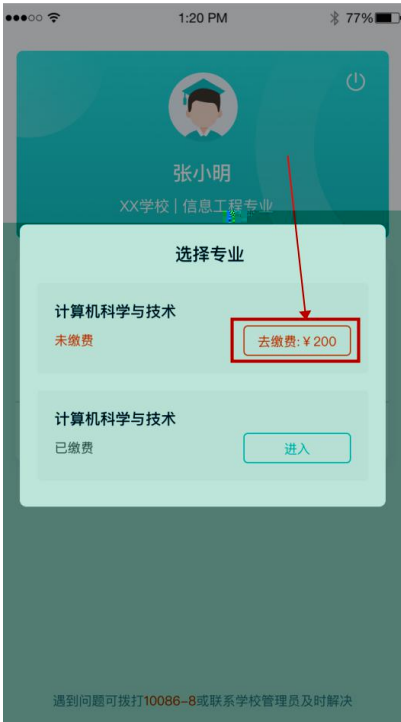 1:20 PM 77%
张小明
XX学校 | 信息工程专业
选择专业
计算机科学与技术
未缴费
去缴费:¥200
计算机科学与技术
已缴费
进入
遇到问题可拨打10086-8或联系学校管理员及时解决